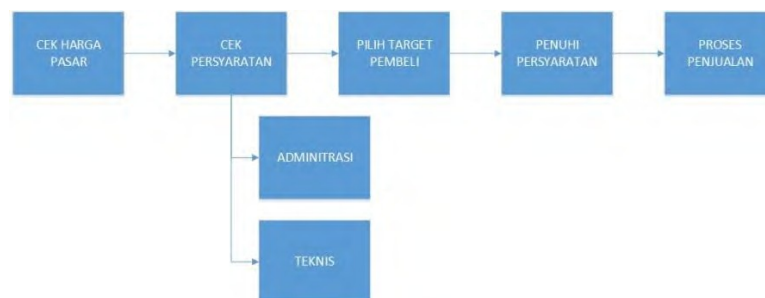 CEK HARGA
PASAR
CEK
PERSYARATAN
PILIH TARGET
PEMBELI
PENUHI
PERSYARATAN
PROSES
PENJUALAN
ADMINITRASI
TEKNIS